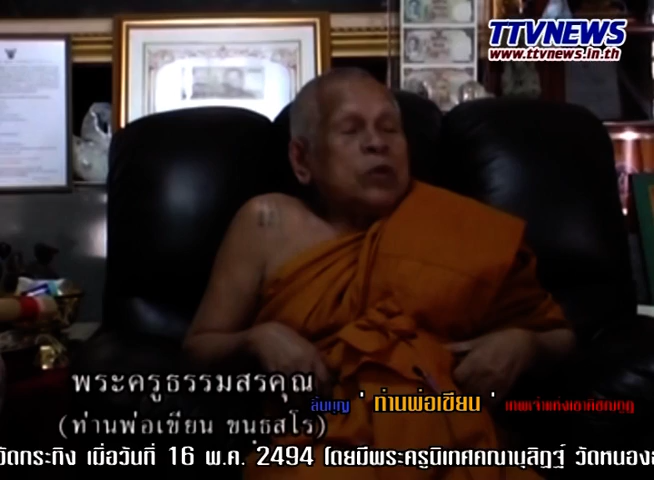 TTVNEWS
www.ttvnews.in.th
พระครูธรรมสรคุณ
(ท่านพ่อเขียน ขนฺธสโร)
สิ้นบุญ ' ท่านพ่อเขียน '
วัดกระทิง เมื่อวันที่ 16 พ.ค. 2494 โดยมีพระครูนิเทศคณานุสิฏฐ์ วัดหนอง